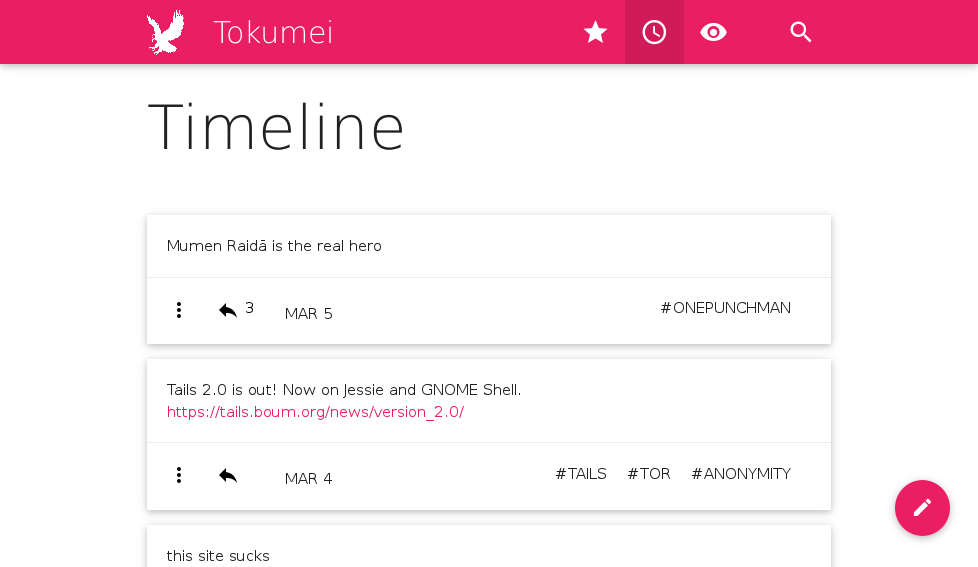 Tokumei
Timeline
Mumen Raidā is the real hero
3 MAR 5 #ONEPUNCHMAN
Tails 2.0 is out! Now on Jessie and GNOME Shell.
https://tails.boum.org/news/version_2.0/
MAR 4 #TAILS #TOR #ANONYMITY
this site sucks